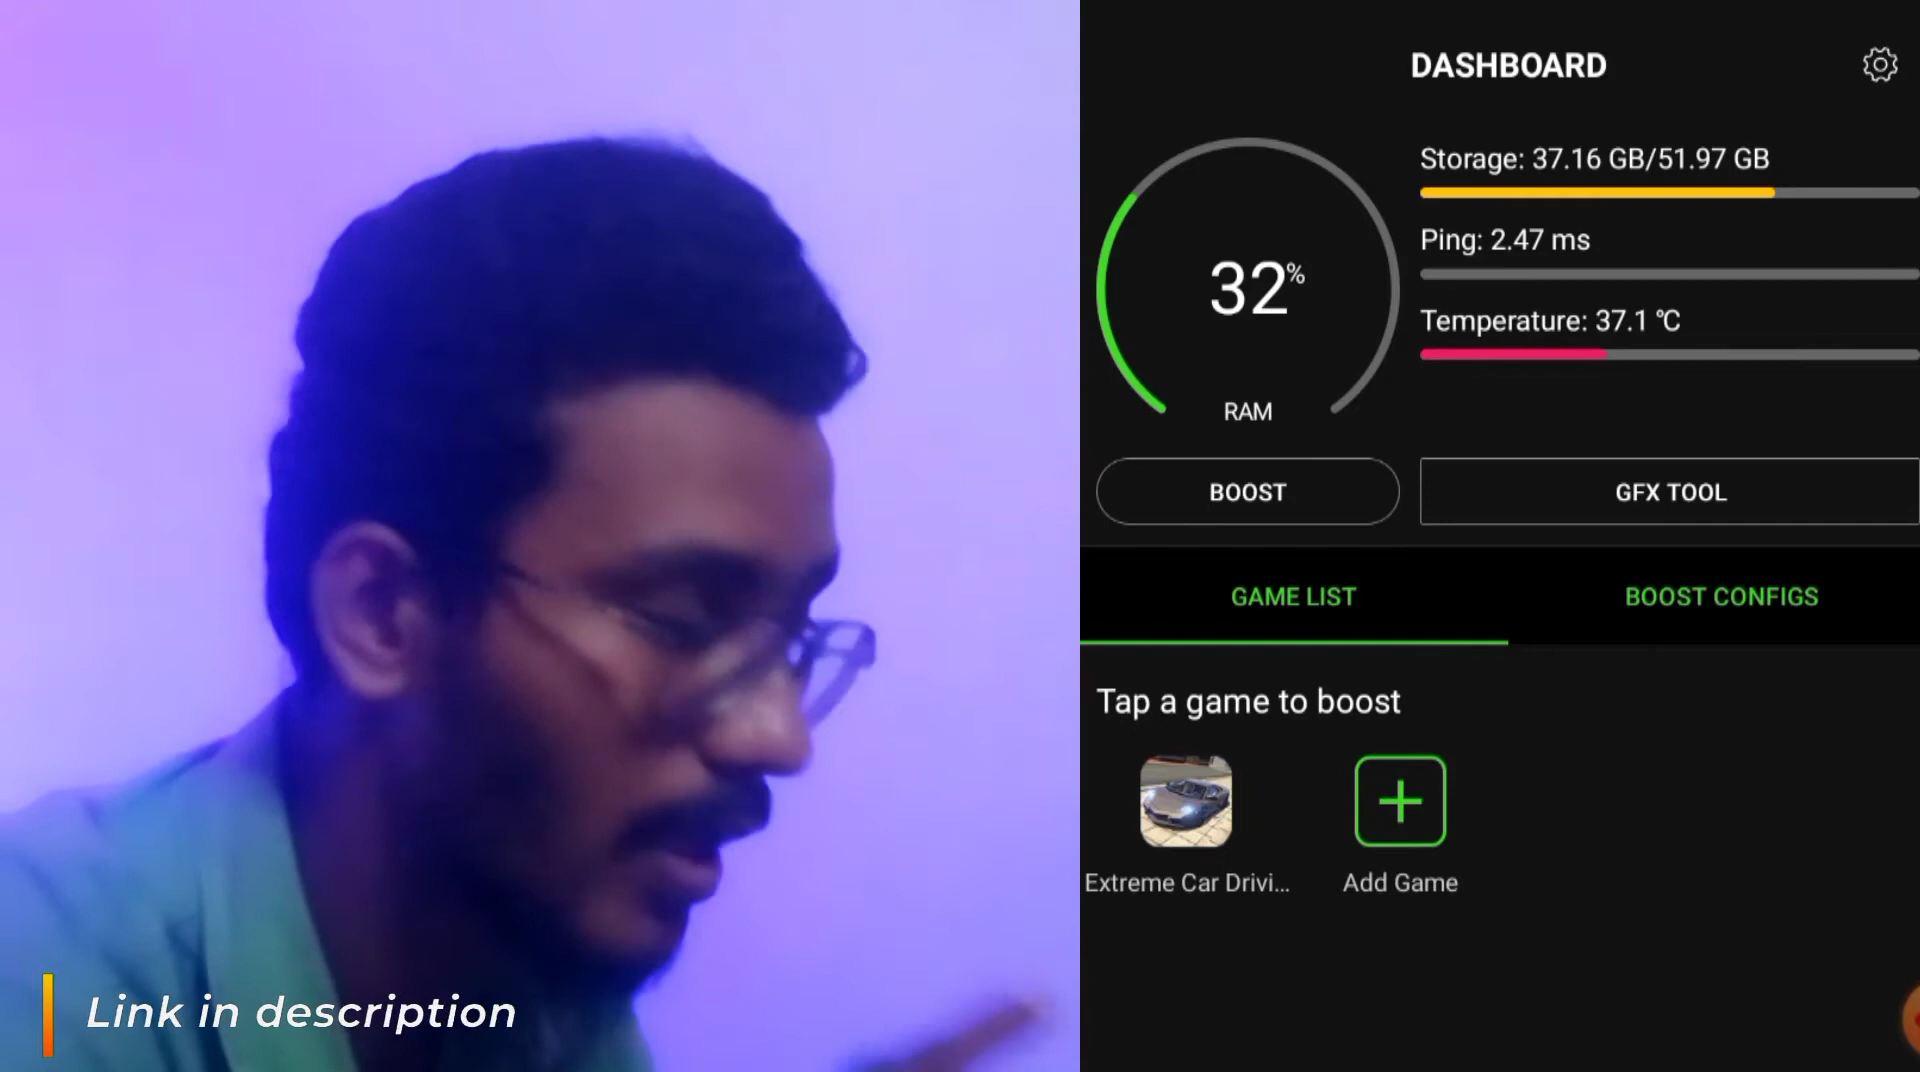 DASHBOARD
Storage: 37.16 GB/51.97 GB
Ping: 2.47 ms
Temperature: 37.1 ℃
32%
RAM
BOOST
GFX TOOL
GAME LIST
BOOST CONFIGS
Tap a game to boost
Extreme Car Drivi...
Add Game
Link in description